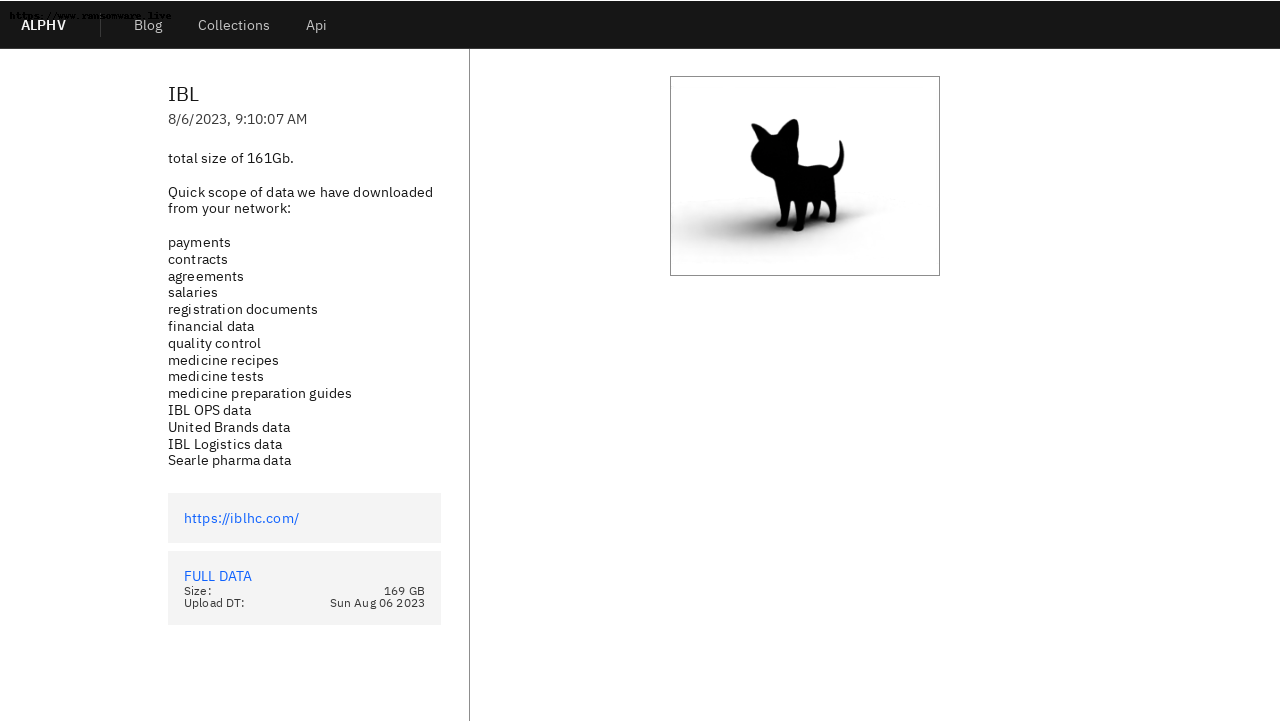 https://www.ransomware.live
ALPHV
Blog
Collections
Api
IBL
8/6/2023, 9:10:07 AM
total size of 161Gb.
Quick scope of data we have downloaded
from your network:
payments
contracts
agreements
salaries
registration documents
financial data
quality control
medicine recipes
medicine tests
medicine preparation guides
IBL OPS data
United Brands data
IBL Logistics data
Searle pharma data
https://iblhc.com/
FULL DATA
Size: 169 GB
Upload DT: Sun Aug 06 2023